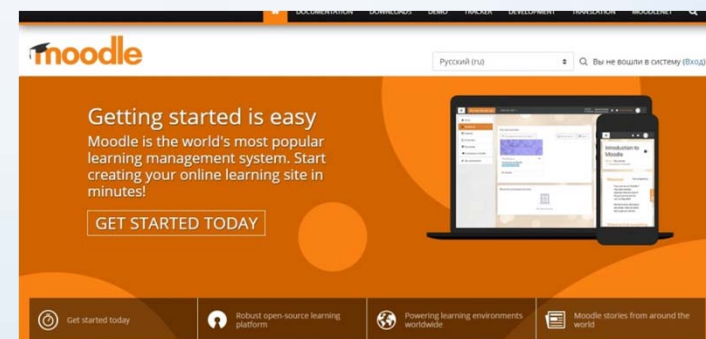 DOCUMENTATION DOWNLOADS DEMO TRACKER DEVELOPMENT TRANSLATION MOODLENET
moodle
Русский (ru)
Вы не вошли в систему (Вход)
Getting started is easy
Moodle is the world's most popular
learning management system. Start
creating your online learning site in
minutes!
GET STARTED TODAY
Introduction to
Moodle
Get started today
Robust open-source learning
platform
Powering learning environments
worldwide
Moodle stories from around the
world